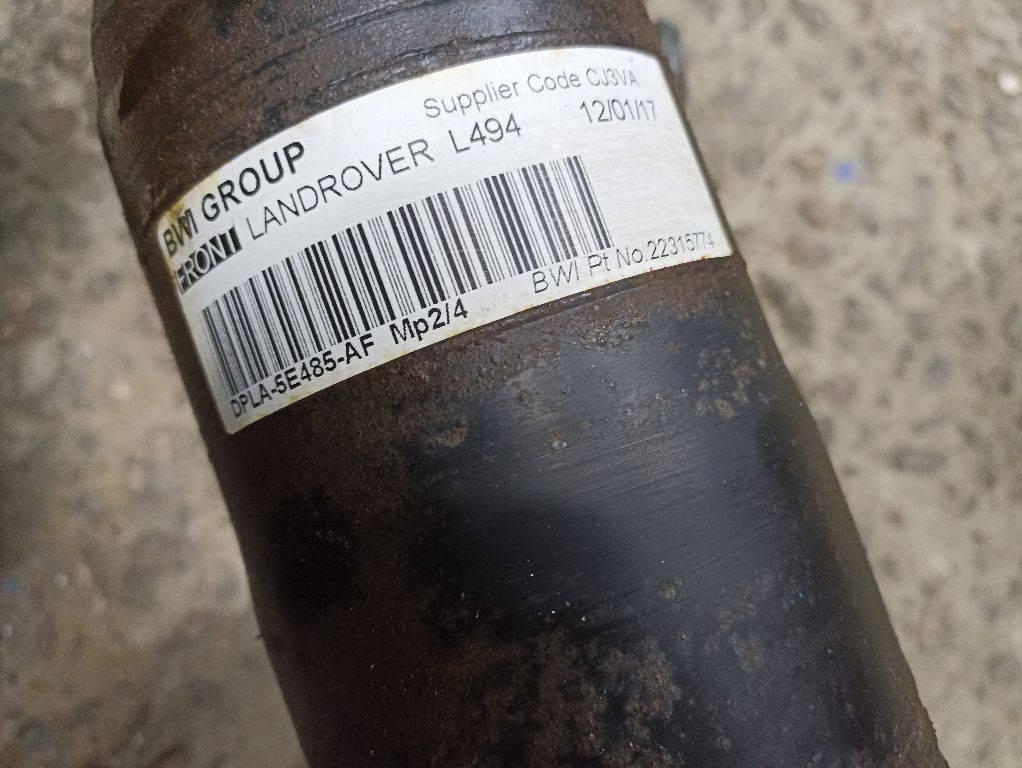 BWI GROUP
Supplier Code CJ3VA
FRONT LANDROVER L494
12/01/17
DPLA-5E485-AF Mp2/4
BWI Pt No.22315774